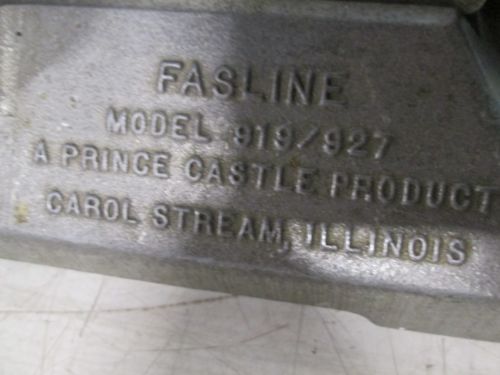 FASLINE
MODEL 919/927
A PRINCE CASTLE PRODUCT
CAROL STREAM, ILLINOIS